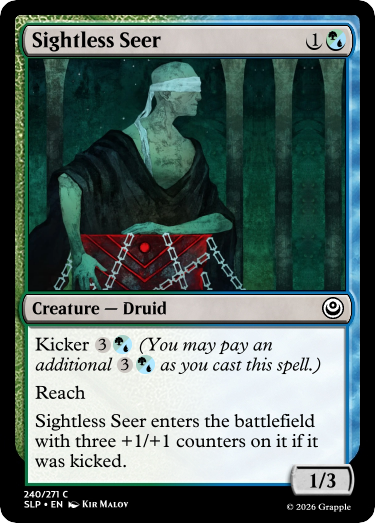 Sightless Seer 1
Creature — Druid
Kicker 3 (You may pay an
additional 3 as you cast this spell.)
Reach
Sightless Seer enters the battlefield
with three +1/+1 counters on it if it
was kicked.
1/3
240/271 C
SLP • EN Kir Malov
© 2026 Grapple